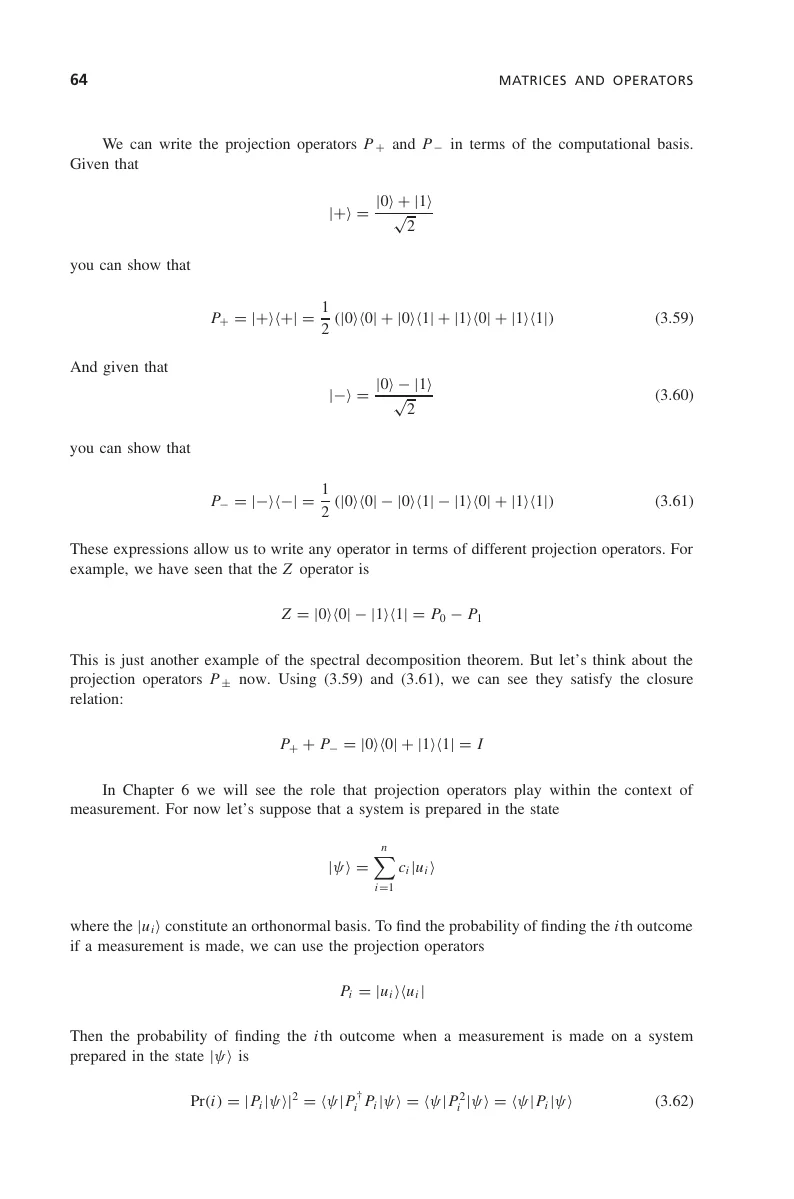 64 MATRICES AND OPERATORS
We can write the projection operators P₊ and P₋ in terms of the computational basis.
Given that
|+⟩ = (|0⟩ + |1⟩)/√2
you can show that
P₊ = |+⟩⟨+| = 1/2 (|0⟩⟨0| + |0⟩⟨1| + |1⟩⟨0| + |1⟩⟨1|) (3.59)
And given that
|−⟩ = (|0⟩ − |1⟩)/√2 (3.60)
you can show that
P₋ = |−⟩⟨−| = 1/2 (|0⟩⟨0| − |0⟩⟨1| − |1⟩⟨0| + |1⟩⟨1|) (3.61)
These expressions allow us to write any operator in terms of different projection operators. For
example, we have seen that the Z operator is
Z = |0⟩⟨0| − |1⟩⟨1| = P₀ − P₁
This is just another example of the spectral decomposition theorem. But let’s think about the
projection operators P± now. Using (3.59) and (3.61), we can see they satisfy the closure
relation:
P₊ + P₋ = |0⟩⟨0| + |1⟩⟨1| = I
In Chapter 6 we will see the role that projection operators play within the context of
measurement. For now let’s suppose that a system is prepared in the state
|ψ⟩ = ∑ᵢ₌₁ⁿ cᵢ|uᵢ⟩
where the |uᵢ⟩ constitute an orthonormal basis. To find the probability of finding the ith outcome
if a measurement is made, we can use the projection operators
Pᵢ = |uᵢ⟩⟨uᵢ|
Then the probability of finding the ith outcome when a measurement is made on a system
prepared in the state |ψ⟩ is
Pr(i) = |Pᵢ|ψ⟩|² = ⟨ψ|Pᵢ†Pᵢ|ψ⟩ = ⟨ψ|Pᵢ²|ψ⟩ = ⟨ψ|Pᵢ|ψ⟩ (3.62)